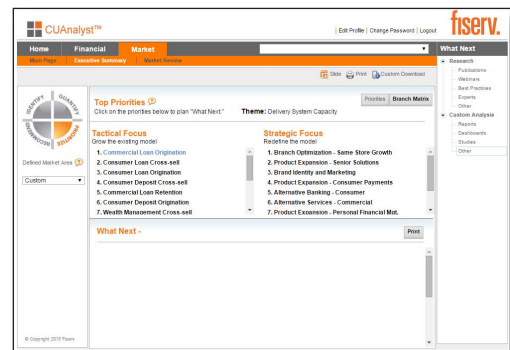 CUAnalyst™
| Edit Profile | Change Password | Logout
fiserv.
Home Financial Market
Main Page Executive Summary Market Review
Slide Print Custom Download
What Next
Research
Publications
Webinars
Best Practices
Experts
Other
Custom Analysis
Reports
Dashboards
Studies
Other
IDENTIFY QUANTIFY PRIORITIZE RECOMMEND
Defined Market Area
Custom
Top Priorities
Click on the priorities below to plan "What Next."
Theme: Delivery System Capacity
Priorities Branch Matrix
Tactical Focus
Grow the existing model
1. Commercial Loan Origination
2. Consumer Loan Cross-sell
3. Consumer Loan Origination
4. Consumer Deposit Cross-sell
5. Commercial Loan Retention
6. Consumer Deposit Origination
7. Wealth Management Cross-sell
Strategic Focus
Redefine the model
1. Branch Optimization - Same Store Growth
2. Product Expansion - Senior Solutions
3. Brand Identity and Marketing
4. Product Expansion - Consumer Payments
5. Alternative Banking - Consumer
6. Alternative Services - Commercial
7. Product Expansion - Personal Financial Mgt.
What Next -
Print
© Copyright 2015 Fiserv